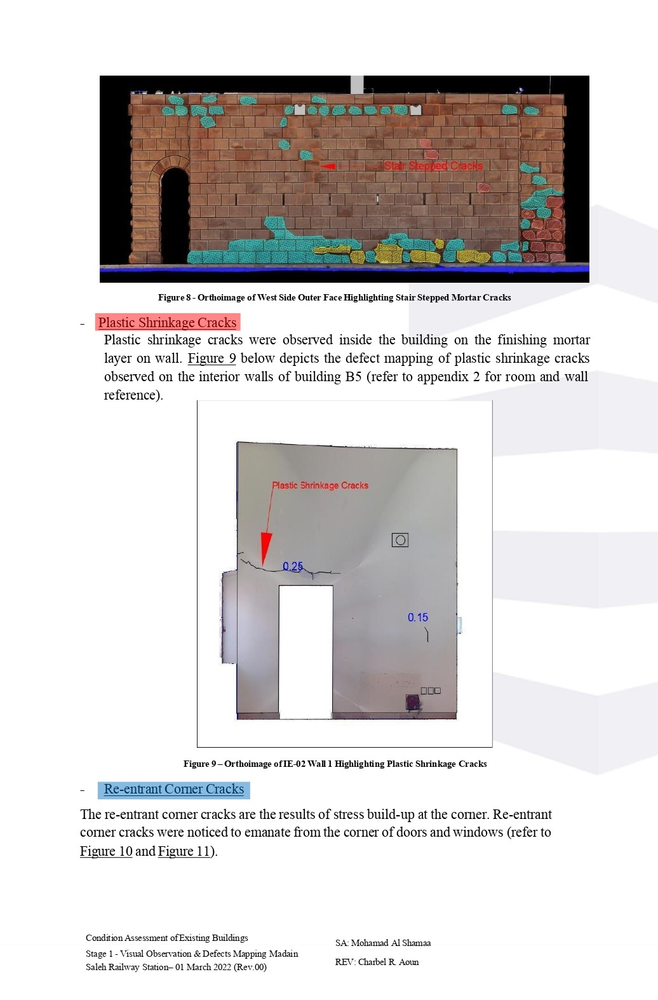 Stair Stepped Cracks
Figure 8 - Orthoimage of West Side Outer Face Highlighting Stair Stepped Mortar Cracks
- Plastic Shrinkage Cracks
Plastic shrinkage cracks were observed inside the building on the finishing mortar
layer on wall. Figure 9 below depicts the defect mapping of plastic shrinkage cracks
observed on the interior walls of building B5 (refer to appendix 2 for room and wall
reference).
Plastic Shrinkage Cracks
0.25
0.15
Figure 9 – Orthoimage of IE-02 Wall 1 Highlighting Plastic Shrinkage Cracks
- Re-entrant Corner Cracks
The re-entrant corner cracks are the results of stress build-up at the corner. Re-entrant
corner cracks were noticed to emanate from the corner of doors and windows (refer to
Figure 10 and Figure 11).
Condition Assessment of Existing Buildings
Stage 1 - Visual Observation & Defects Mapping Madain
Saleh Railway Station– 01 March 2022 (Rev.00)
SA: Mohamad Al Shamaa
REV: Charbel R. Aoun